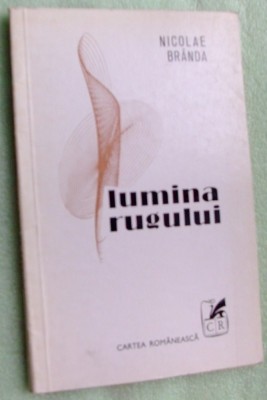 NICOLAE
BRÂNDA
lumina
rugului
CR
CARTEA ROMÂNEASCĂ